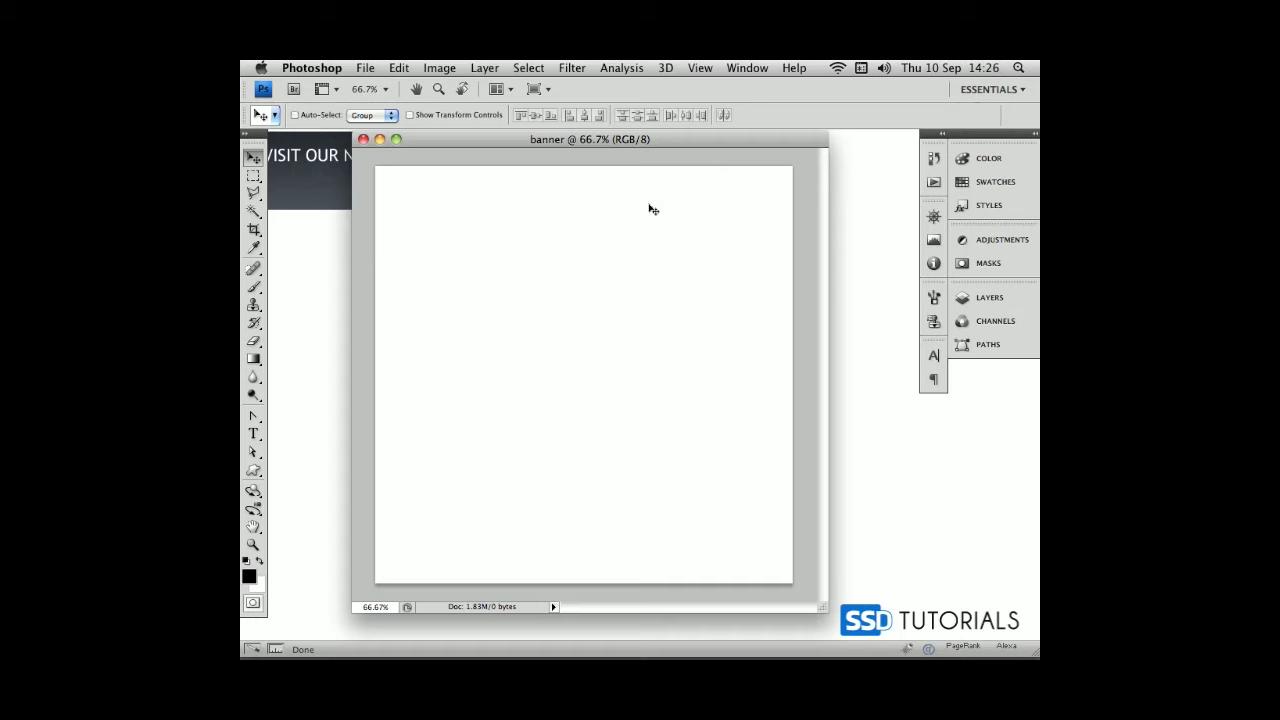 Photoshop File Edit Image Layer Select Filter Analysis 3D View Window Help Thu 10 Sep 14:26
Ps Br 66.7% ESSENTIALS
Auto-Select: Group Show Transform Controls
banner @ 66.7% (RGB/8)
VISIT OUR N
COLOR
SWATCHES
STYLES
ADJUSTMENTS
MASKS
LAYERS
CHANNELS
PATHS
66.67% Doc: 1.83M/0 bytes
SSD TUTORIALS
Done PageRank Alexa